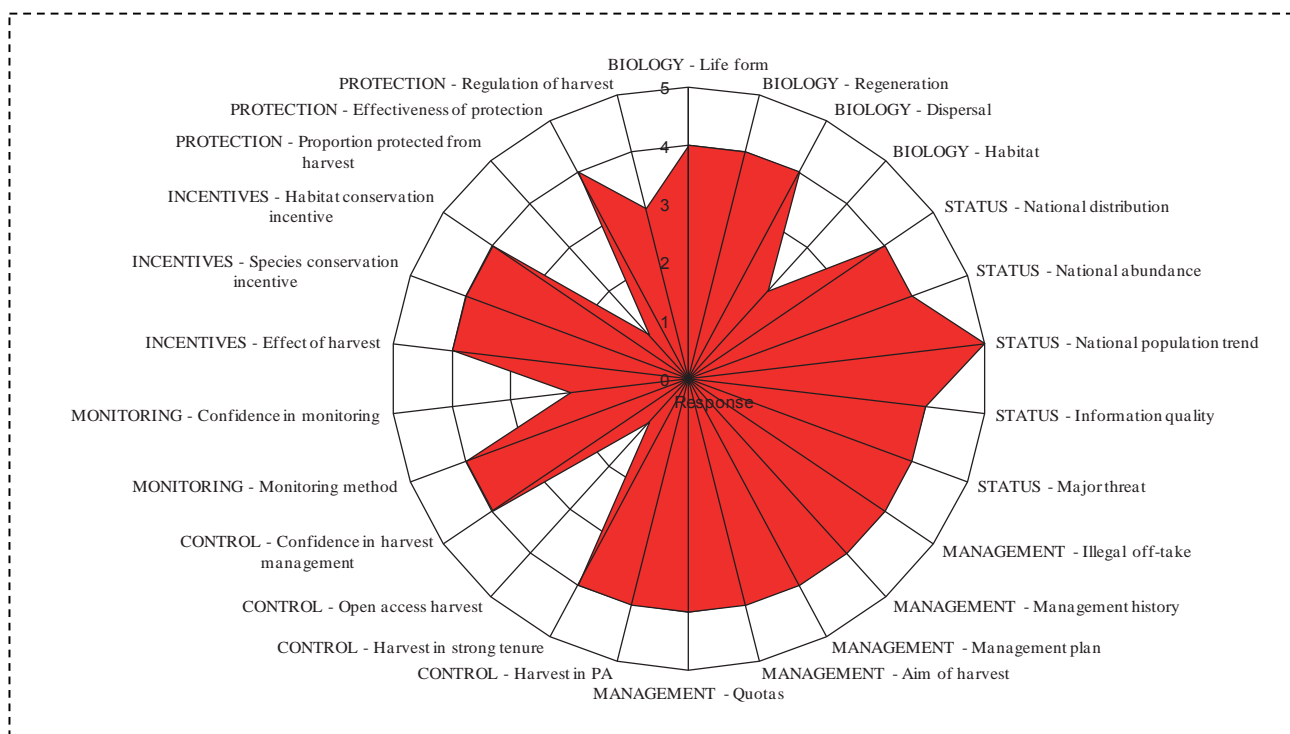 BIOLOGY - Life form
BIOLOGY - Regeneration
BIOLOGY - Dispersal
BIOLOGY - Habitat
STATUS - National distribution
STATUS - National abundance
STATUS - National population trend
STATUS - Information quality
STATUS - Major threat
MANAGEMENT - Illegal off-take
MANAGEMENT - Management history
MANAGEMENT - Management plan
MANAGEMENT - Aim of harvest
MANAGEMENT - Quotas
CONTROL - Harvest in PA
CONTROL - Harvest in strong tenure
CONTROL - Open access harvest
CONTROL - Confidence in harvest
management
MONITORING - Monitoring method
MONITORING - Confidence in monitoring
INCENTIVES - Effect of harvest
INCENTIVES - Species conservation
incentive
INCENTIVES - Habitat conservation
incentive
PROTECTION - Proportion protected from
harvest
PROTECTION - Effectiveness of protection
PROTECTION - Regulation of harvest
5
4
3
2
1
0
Response